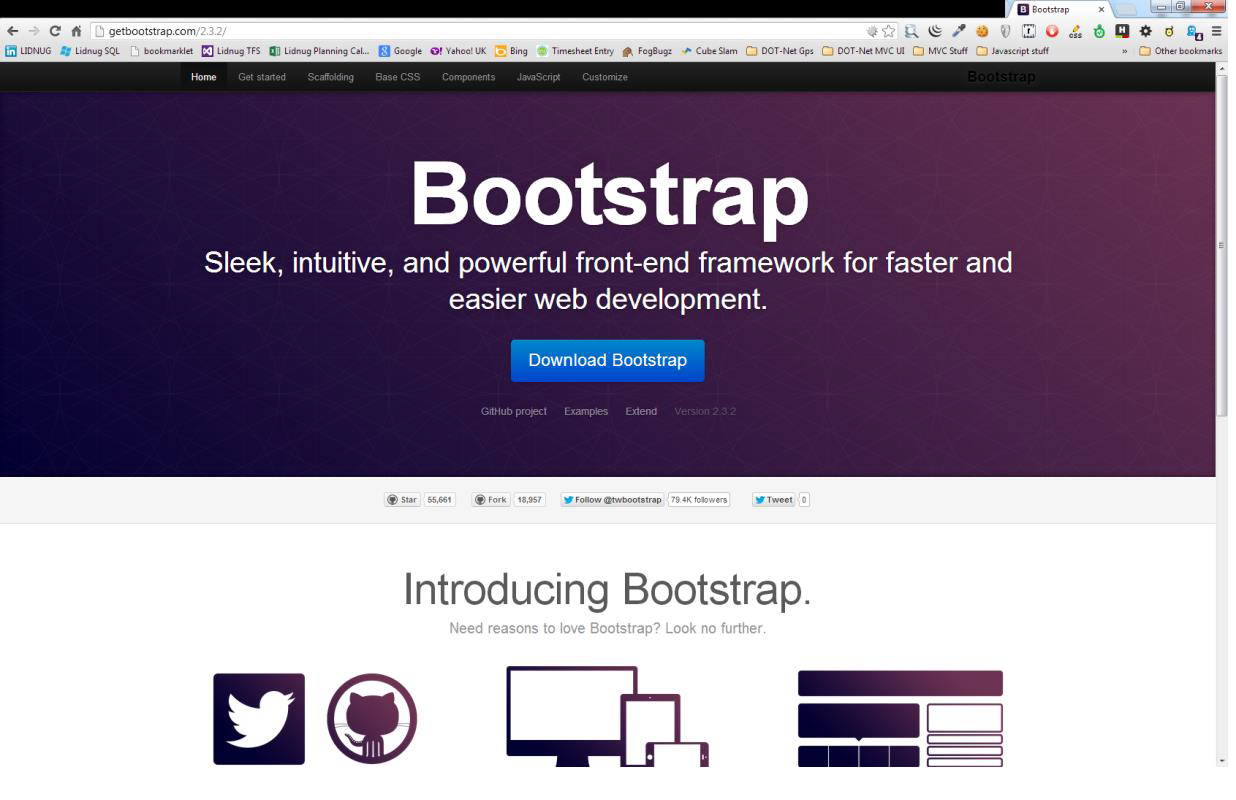 Bootstrap
getbootstrap.com/2.3.2/
LIDNUG Lidnug SQL bookmarklet Lidnug TFS Lidnug Planning Cal... Google Yahoo! UK Bing Timesheet Entry FogBugz Cube Slam DOT-Net Gps DOT-Net MVC UI MVC Stuff Javascript stuff » Other bookmarks
Home Get started Scaffolding Base CSS Components JavaScript Customize Bootstrap
Bootstrap
Sleek, intuitive, and powerful front-end framework for faster and
easier web development.
Download Bootstrap
GitHub project Examples Extend Version 2.3.2
Star 55,661 Fork 18,957 Follow @twbootstrap 79.4K followers Tweet 0
Introducing Bootstrap.
Need reasons to love Bootstrap? Look no further.